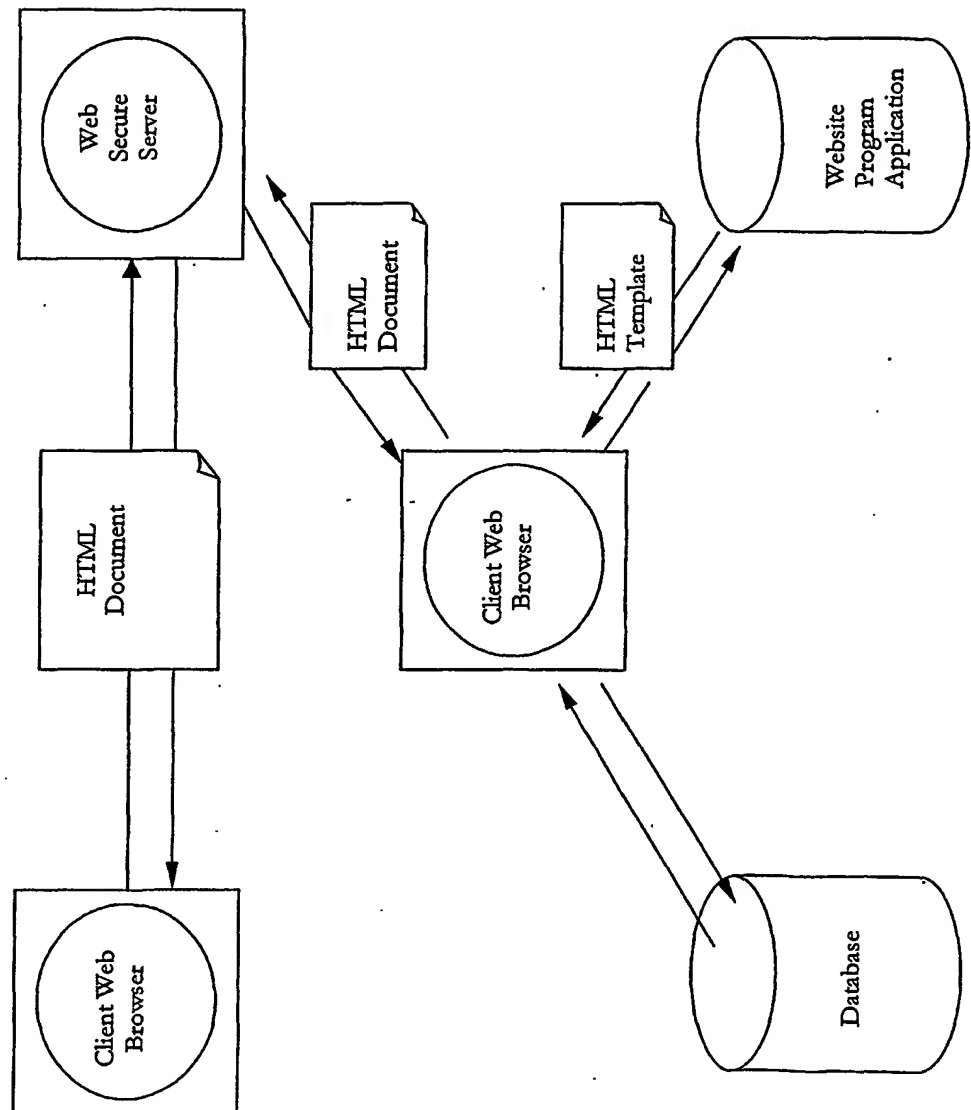 Client Web
Browser
HTML
Document
Web
Secure
Server
HTML
Document
Client Web
Browser
HTML
Template
Database
Website
Program
Application